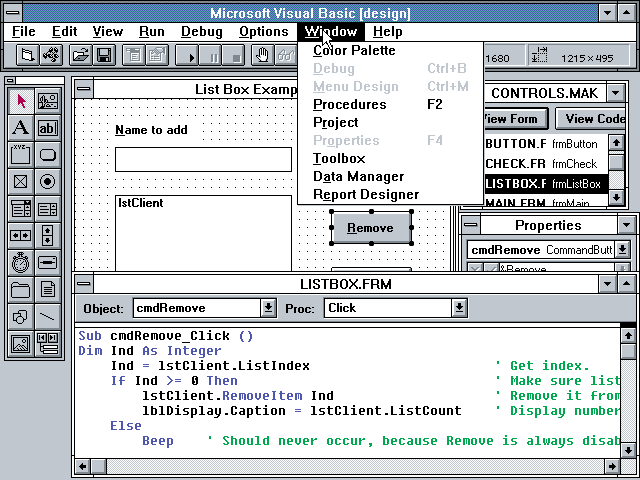 Microsoft Visual Basic [design]
File Edit View Run Debug Options Window Help
1680 1215×495
Color Palette
Debug Ctrl+B
Menu Design Ctrl+M
Procedures F2
Project
Properties F4
Toolbox
Data Manager
Report Designer
List Box Examp
Name to add
lstClient
Remove
CONTROLS.MAK
View Form View Code
BUTTON.F frmButton
CHECK.FR frmCheck
LISTBOX.F frmListBox
MAIN.FRM frmMain
Properties
cmdRemove CommandButt
&Remove
LISTBOX.FRM
Object: cmdRemove Proc: Click
Sub cmdRemove_Click ()
Dim Ind As Integer
Ind = lstClient.ListIndex ' Get index.
If Ind >= 0 Then ' Make sure list
lstClient.RemoveItem Ind ' Remove it from
lblDisplay.Caption = lstClient.ListCount ' Display number
Else
Beep ' Should never occur, because Remove is always disab